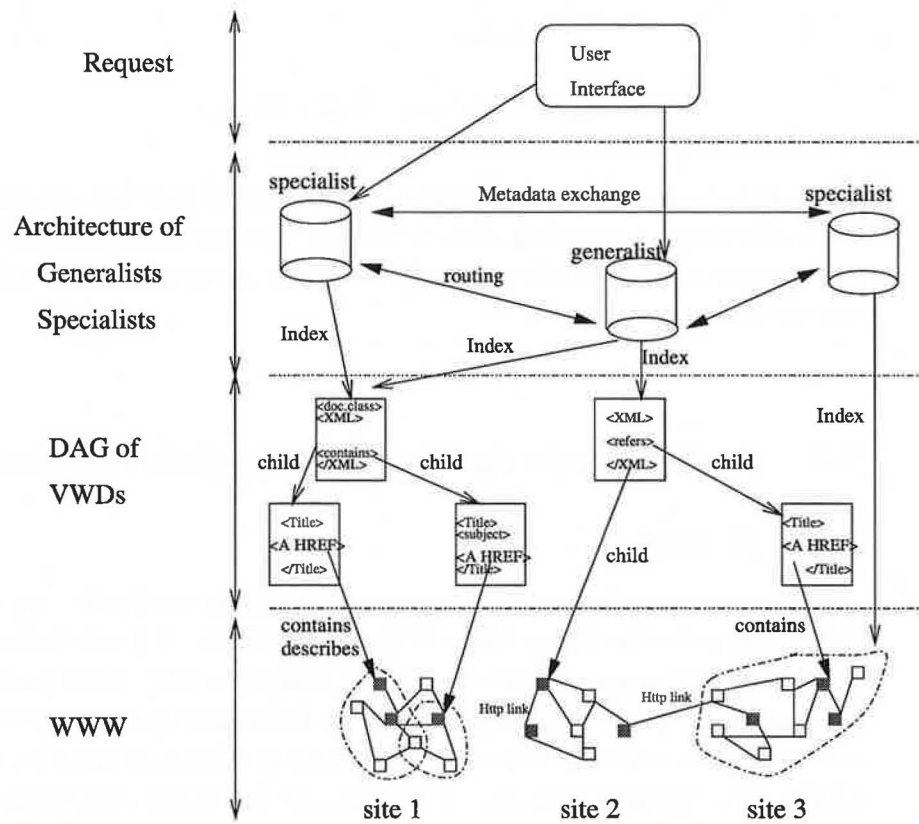 Request
User
Interface
specialist
Metadata exchange
specialist
Architecture of
Generalists
Specialists
generalist
routing
Index
Index
Index
Index
DAG of
VWDs
<doc.class>
<XML>
<contains>
</XML>
<XML>
<refers>
</XML>
child
child
child
<Title>
<A HREF>
</Title>
<Title>
<subject>
<A HREF>
</Title>
child
<Title>
<A HREF>
</Title>
contains
describes
contains
WWW
Http link
Http link
site 1
site 2
site 3